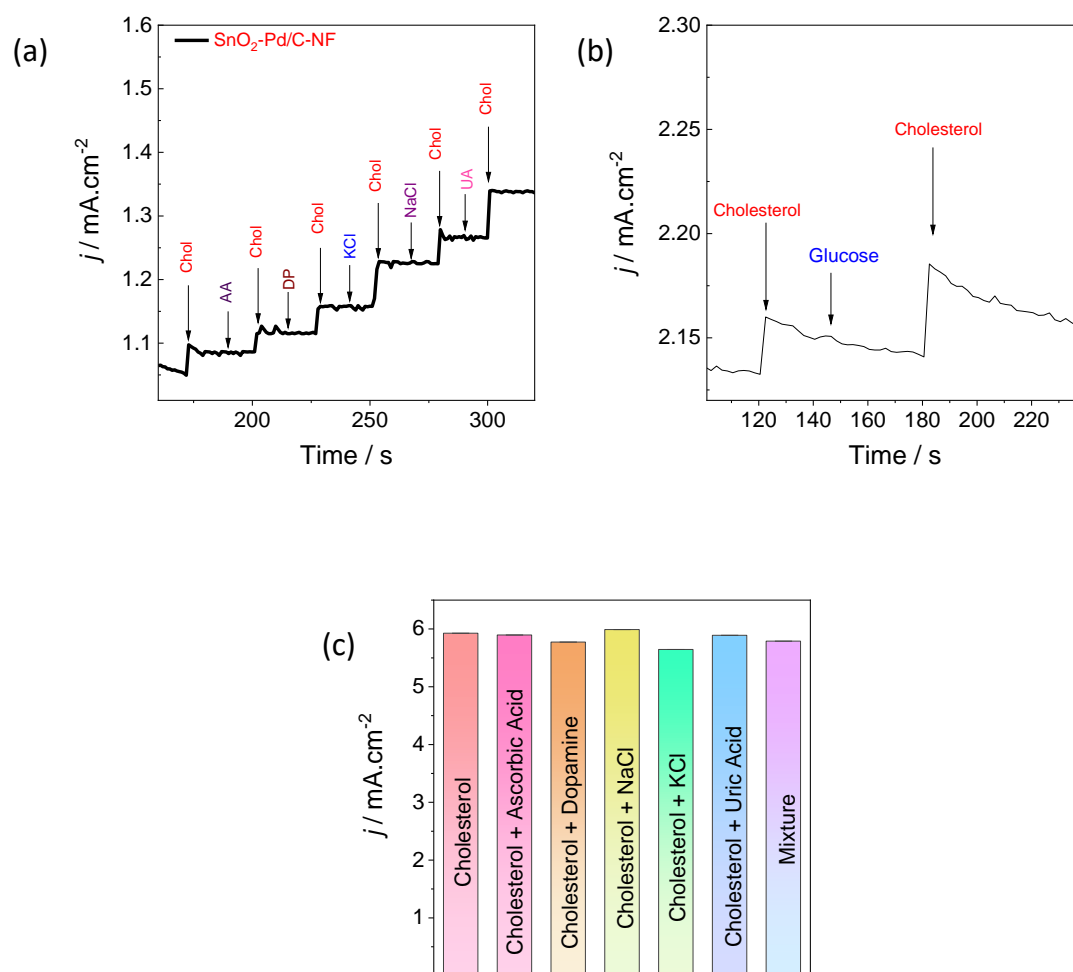 (a)
SnO2-Pd/C-NF
j / mA.cm-2
1.6
1.5
1.4
1.3
1.2
1.1
Chol
AA
Chol
DP
Chol
KCl
Chol
NaCl
Chol
UA
Chol
200
250
300
Time / s
(b)
j / mA.cm-2
2.30
2.25
2.20
2.15
Cholesterol
Glucose
Cholesterol
120
140
160
180
200
220
Time / s
(c)
j / mA.cm-2
6
5
4
3
2
1
Cholesterol
Cholesterol + Ascorbic Acid
Cholesterol + Dopamine
Cholesterol + NaCl
Cholesterol + KCl
Cholesterol + Uric Acid
Mixture